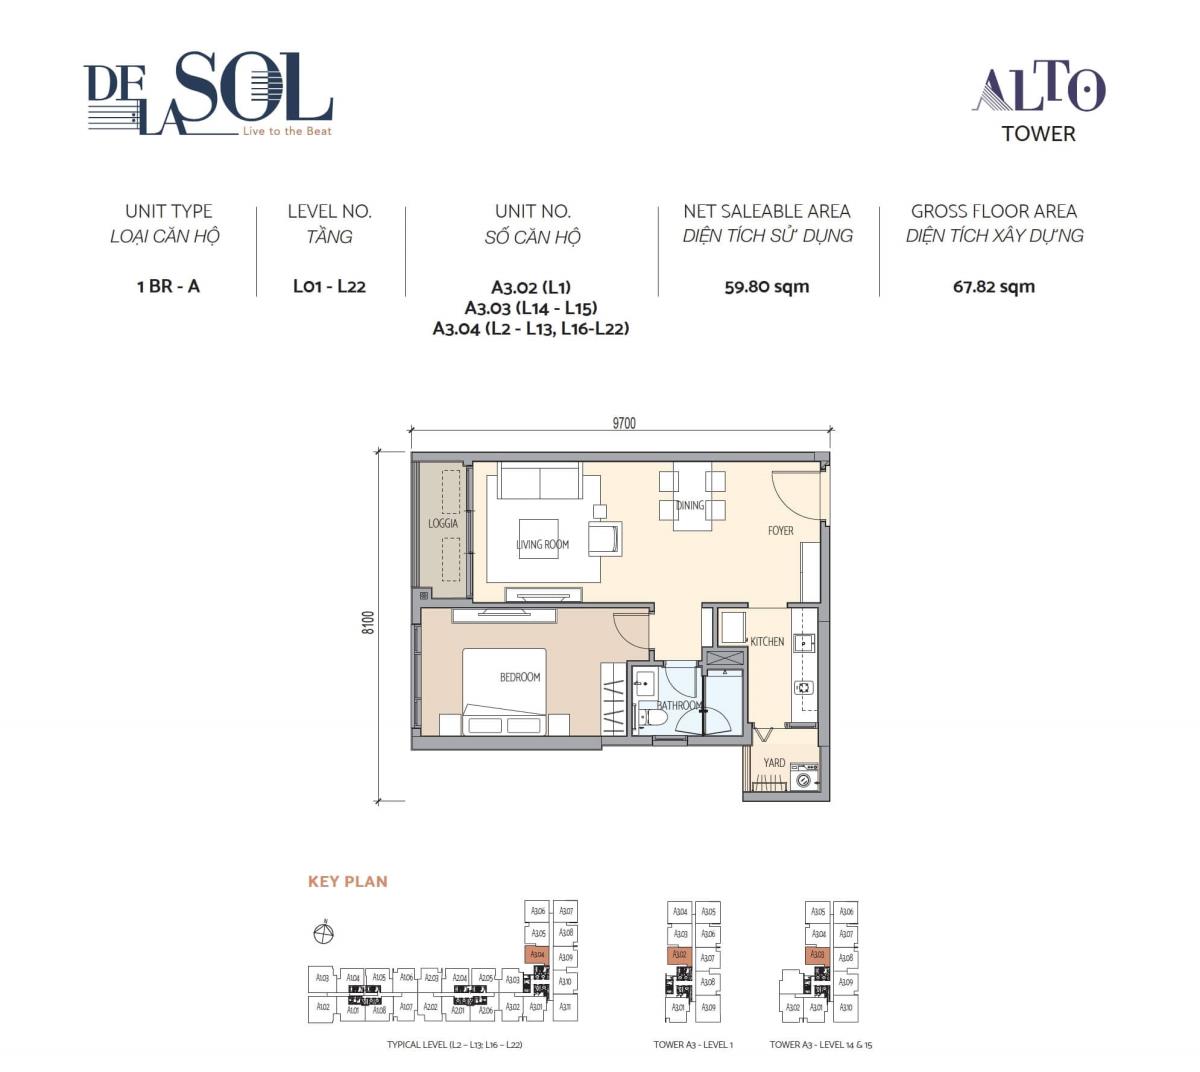 DE LA SOL
Live to the Beat
ALTO
TOWER
UNIT TYPE
LOẠI CĂN HỘ
1 BR - A
LEVEL NO.
TẦNG
L01 - L22
UNIT NO.
SỐ CĂN HỘ
A3.02 (L1)
A3.03 (L14 - L15)
A3.04 (L2 - L13, L16-L22)
NET SALEABLE AREA
DIỆN TÍCH SỬ DỤNG
59.80 sqm
GROSS FLOOR AREA
DIỆN TÍCH XÂY DỰNG
67.82 sqm
9700
8100
LOGGIA
LIVING ROOM
DINING
FOYER
KITCHEN
BEDROOM
BATHROOM
YARD
KEY PLAN
N
A3.06 A3.07
A3.05 A3.08
A3.04 A3.09
A1.03 A1.04 A1.05 A1.06 A2.03 A2.04 A2.05 A3.03 A3.10
A1.02 A1.01 A1.08 A1.07 A2.02 A2.01 A2.06 A3.02 A3.01 A3.11
TYPICAL LEVEL (L2 – L13; L16 – L22)
A3.04 A3.05
A3.03 A3.06
A3.02 A3.07
A3.08
A3.01 A3.09
TOWER A3 - LEVEL 1
A3.05 A3.06
A3.04 A3.07
A3.03 A3.08
A3.09
A3.02 A3.01 A3.10
TOWER A3 - LEVEL 14 & 15